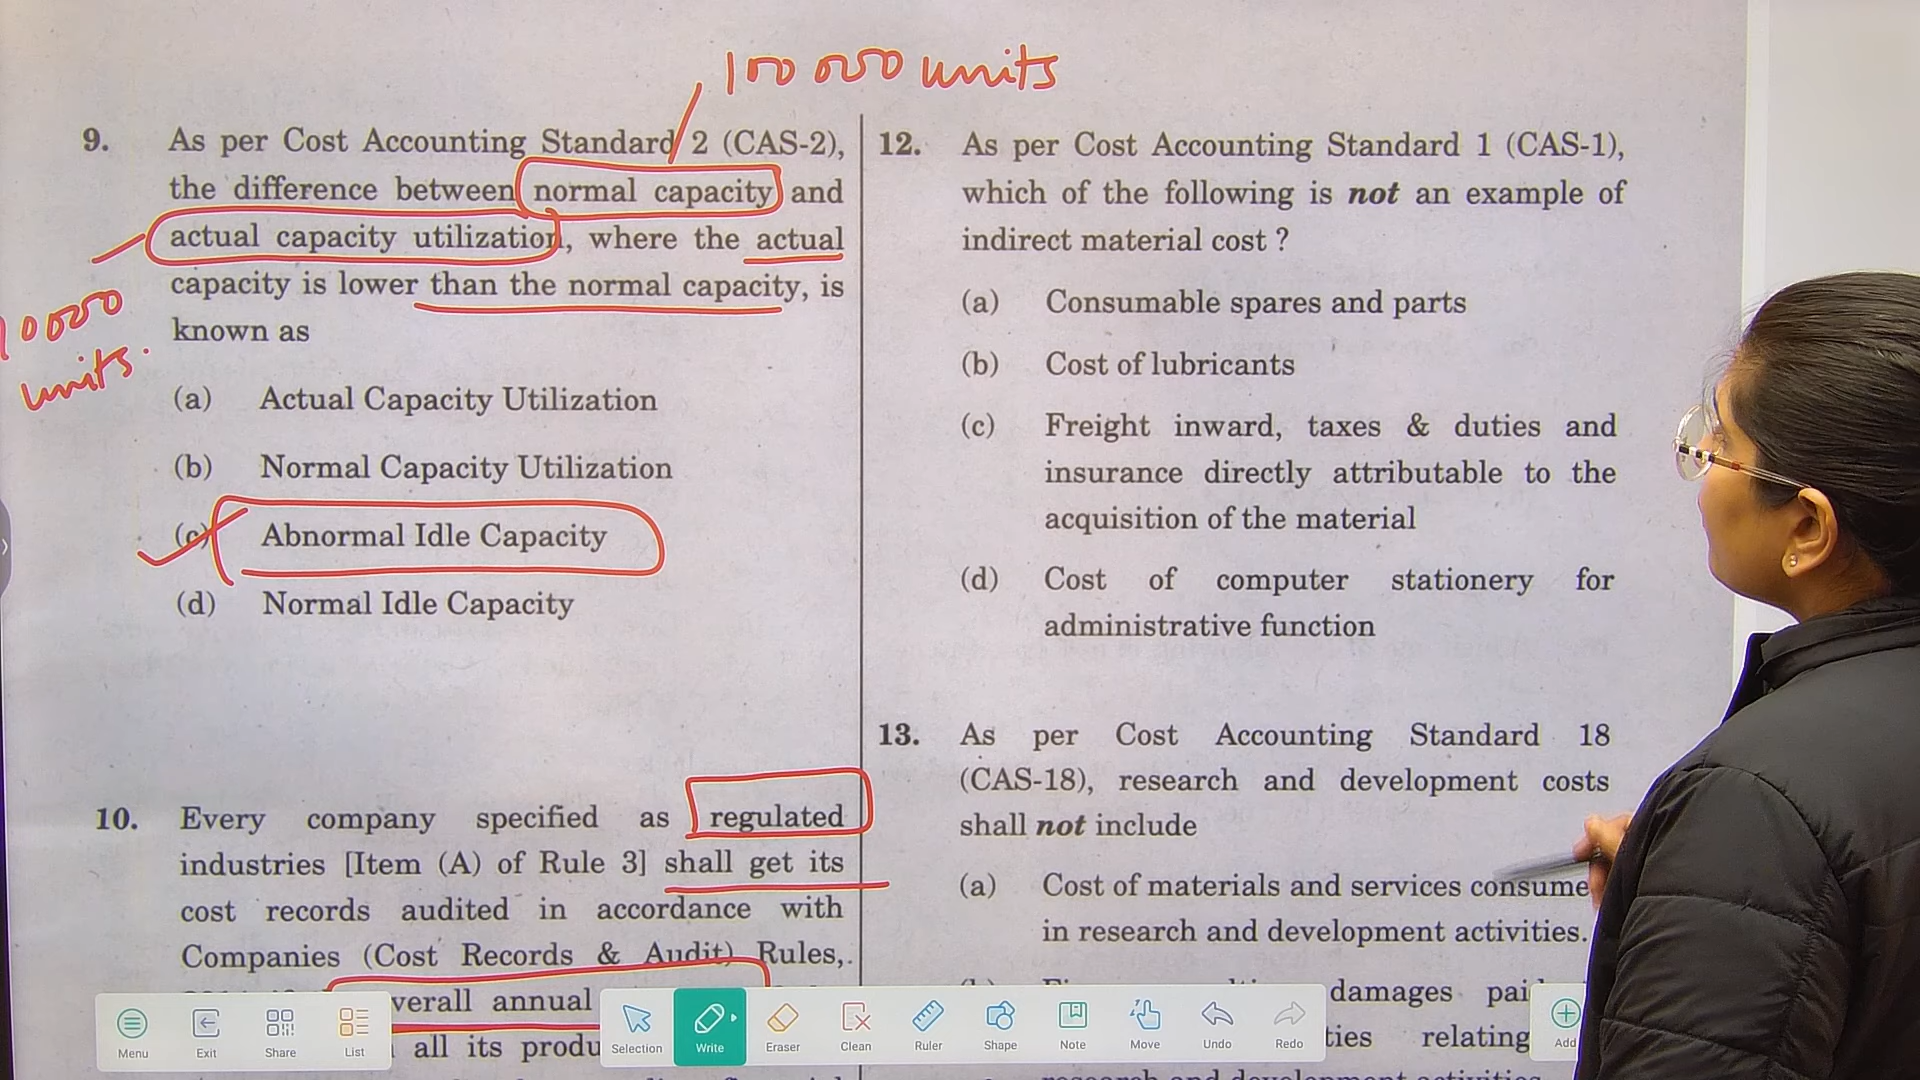 100 000 units
9. As per Cost Accounting Standard 2 (CAS-2),
the difference between normal capacity and
actual capacity utilization, where the actual
capacity is lower than the normal capacity, is
known as
units.
(a) Actual Capacity Utilization
(b) Normal Capacity Utilization
(c) Abnormal Idle Capacity
(d) Normal Idle Capacity
10. Every company specified as regulated
industries [Item (A) of Rule 3] shall get its
cost records audited in accordance with
Companies (Cost Records & Audit) Rules,
verall annual
all its produ
12. As per Cost Accounting Standard 1 (CAS-1),
which of the following is not an example of
indirect material cost ?
(a) Consumable spares and parts
(b) Cost of lubricants
(c) Freight inward, taxes & duties and
insurance directly attributable to the
acquisition of the material
(d) Cost of computer stationery for
administrative function
13. As per Cost Accounting Standard 18
(CAS-18), research and development costs
shall not include
(a) Cost of materials and services consume
in research and development activities.
damages pai
ties relating
research and development activities
Menu Exit Share List Selection Write Eraser Clean Ruler Shape Note Move Undo Redo Add